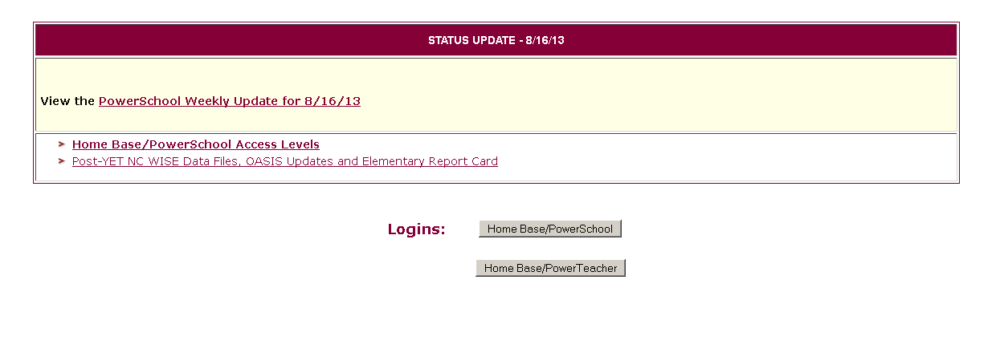 STATUS UPDATE - 8/16/13
View the PowerSchool Weekly Update for 8/16/13
Home Base/PowerSchool Access Levels
Post-YET NC WISE Data Files, OASIS Updates and Elementary Report Card
Logins: Home Base/PowerSchool
Home Base/PowerTeacher